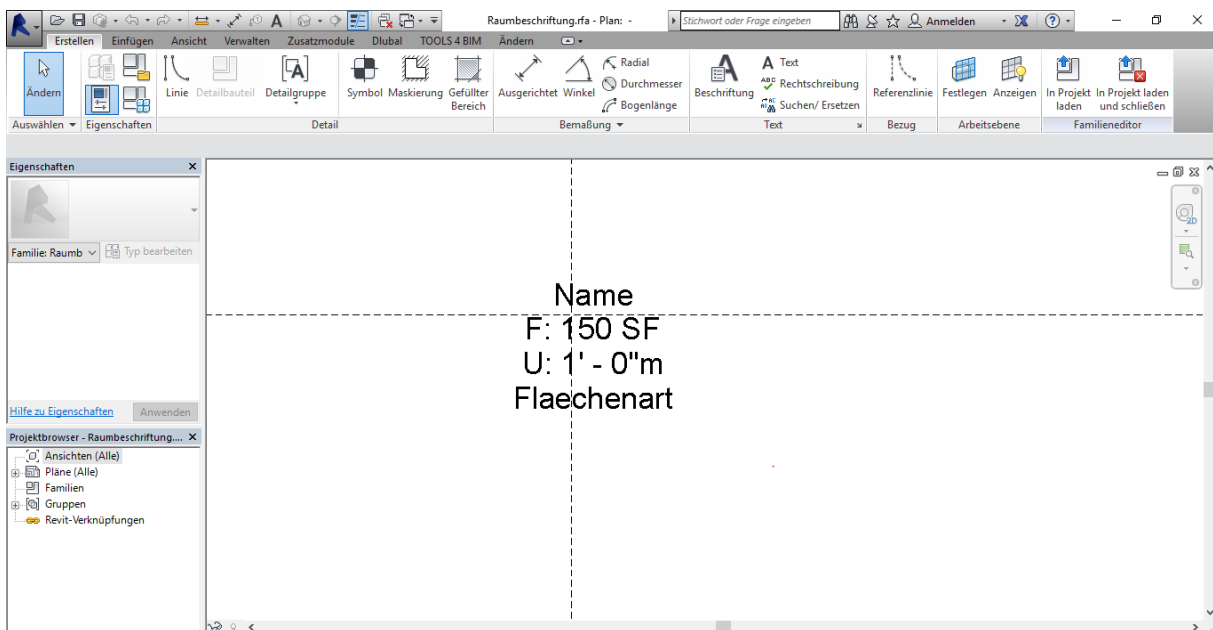 Raumbeschriftung.rfa - Plan: -
Stichwort oder Frage eingeben
Anmelden
Erstellen Einfügen Ansicht Verwalten Zusatzmodule Dlubal TOOLS 4 BIM Ändern
Ändern
Linie Detailbauteil Detailgruppe
Symbol Maskierung Gefüllter Bereich
Ausgerichtet Winkel
Radial
Durchmesser
Bogenlänge
Beschriftung
Text
Rechtschreibung
Suchen/ Ersetzen
Referenzlinie
Festlegen Anzeigen
In Projekt laden
In Projekt laden und schließen
Auswählen Eigenschaften Detail Bemaßung Text Bezug Arbeitsebene Familieneditor
Eigenschaften
Familie: Raumb
Typ bearbeiten
Hilfe zu Eigenschaften
Anwenden
Projektbrowser - Raumbeschriftung....
Ansichten (Alle)
Pläne (Alle)
Familien
Gruppen
Revit-Verknüpfungen
Name
F: 150 SF
U: 1' - 0"m
Flaechenart
2D